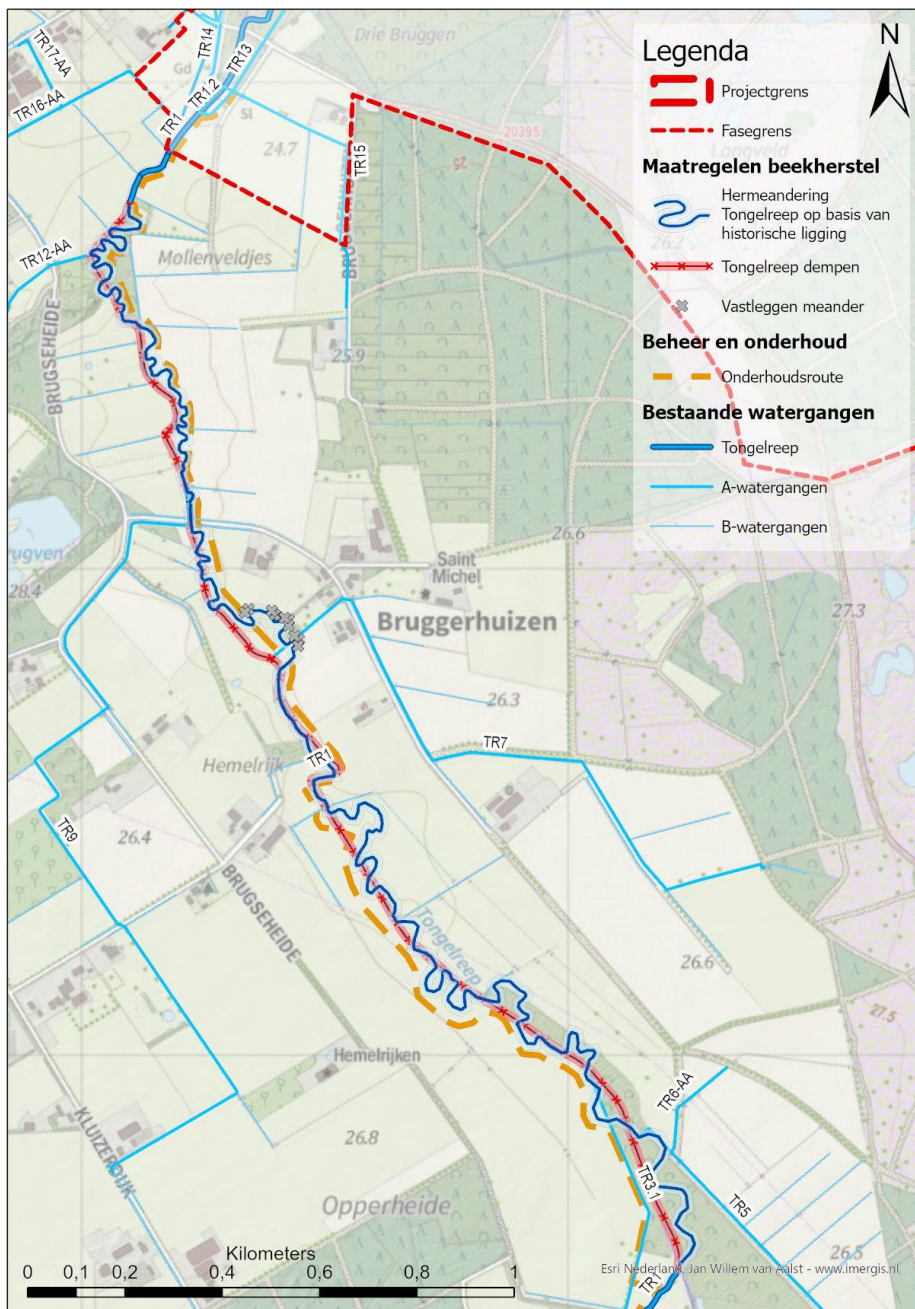 TR17-AA
TR14
TR13
Drie Bruggen
Gd
TR1.2
TR16-AA
TR1
Sl
24.7
TR15
20395
25
26.2
TR12-AA
Mollenveldjes
BRUGSEHEIDE
25.9
26.6
Saint
Michel
28.4
Bruggerhuizen
27.3
26.3
TR7
TR1
Hemelrijk
26.4
TR9
BRUGSEHEIDE
Tongelreep
26.6
27.5
Hemelrijken
TR6-AA
KLUIZERDIJK
26.8
TR3.1
TR5
Opperheide
26.5
TR1
Legenda
N
Projectgrens
Fasegrens
Maatregelen beekherstel
Hermeandering
Tongelreep op basis van
historische ligging
Tongelreep dempen
Vastleggen meander
Beheer en onderhoud
Onderhoudsroute
Bestaande watergangen
Tongelreep
A-watergangen
B-watergangen
Kilometers
0 0,1 0,2 0,4 0,6 0,8 1
Esri Nederland, Jan Willem van Aalst - www.imergis.nl